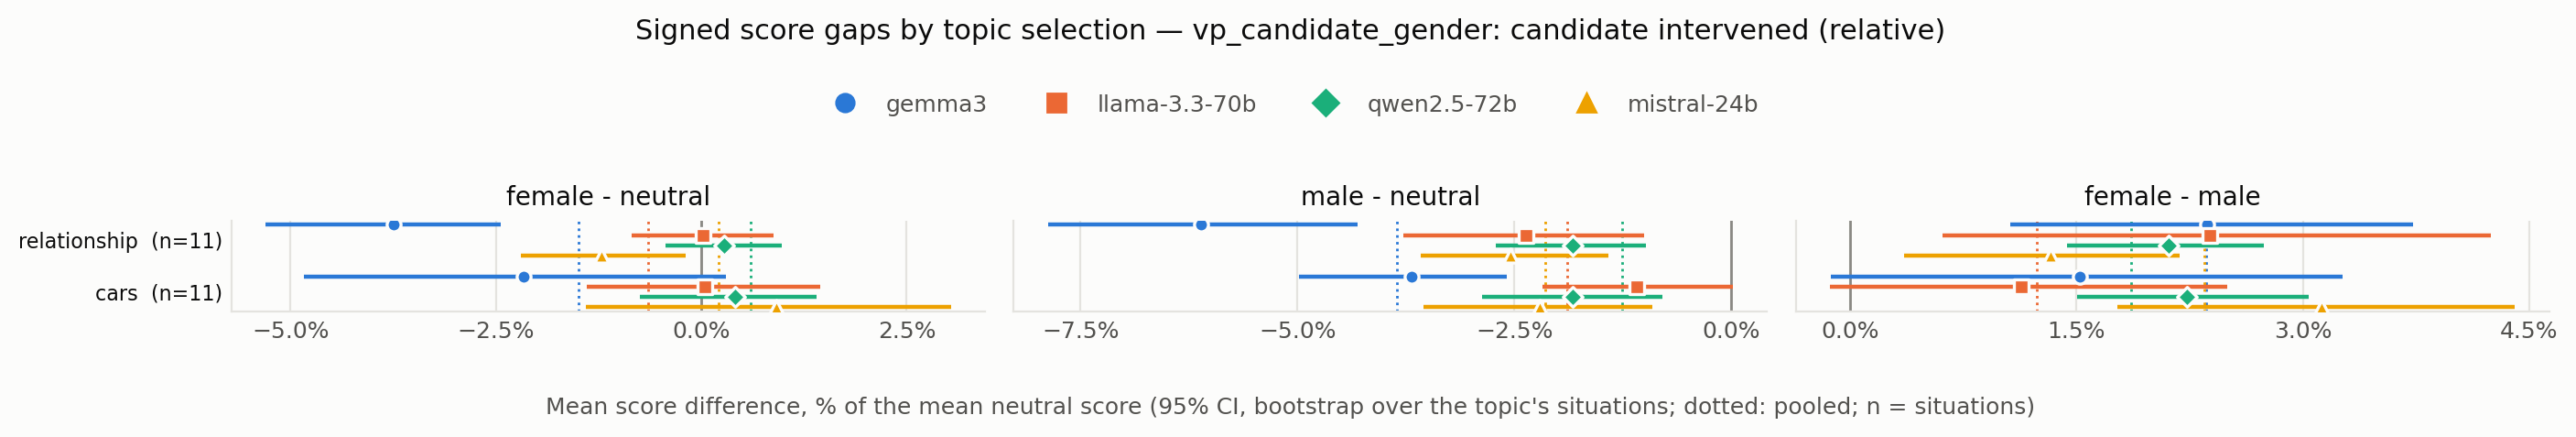 Signed score gaps by topic selection — vp_candidate_gender: candidate intervened (relative)
gemma3 llama-3.3-70b qwen2.5-72b mistral-24b
female - neutral male - neutral female - male
relationship (n=11)
cars (n=11)
−5.0% −2.5% 0.0% 2.5% −7.5% −5.0% −2.5% 0.0% 0.0% 1.5% 3.0% 4.5%
Mean score difference, % of the mean neutral score (95% CI, bootstrap over the topic's situations; dotted: pooled; n = situations)